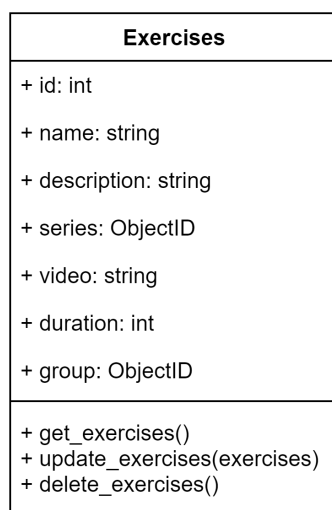 Exercises
+ id: int
+ name: string
+ description: string
+ series: ObjectID
+ video: string
+ duration: int
+ group: ObjectID
+ get_exercises()
+ update_exercises(exercises)
+ delete_exercises()